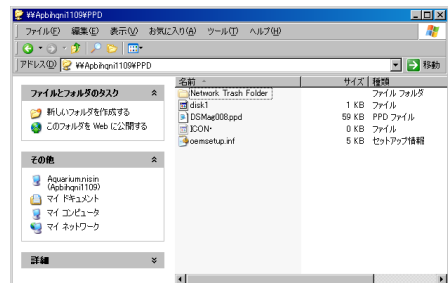 ¥¥Apbihqni1109¥PPD
ファイル(F) 編集(E) 表示(V) お気に入り(A) ツール(T) ヘルプ(H)
アドレス(D) ¥¥Apbihqni1109¥PPD 移動
名前 サイズ 種類
ファイルとフォルダのタスク
新しいフォルダを作成する
このフォルダを Web に公開する
その他
Aquarium.nisin
(Apbihqni1109)
マイ ドキュメント
マイ コンピュータ
マイ ネットワーク
詳細
Network Trash Folder ファイル フォルダ
disk1 1 KB ファイル
DSMag008.ppd 59 KB PPD ファイル
ICON・ 0 KB ファイル
oemsetup.inf 5 KB セットアップ情報